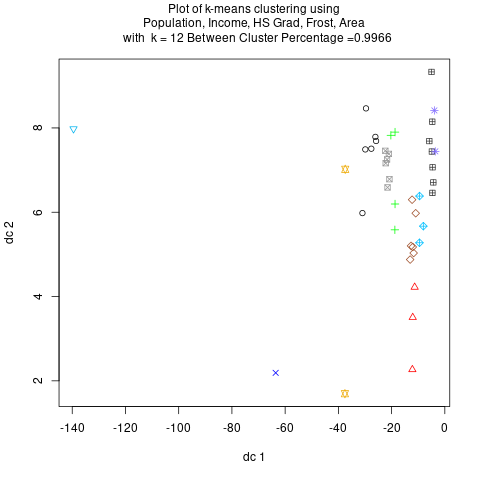 Plot of k-means clustering using
Population, Income, HS Grad, Frost, Area
with  k = 12 Between Cluster Percentage =0.9966
dc 2
8
6
4
2
-140 -120 -100 -80 -60 -40 -20 0
dc 1